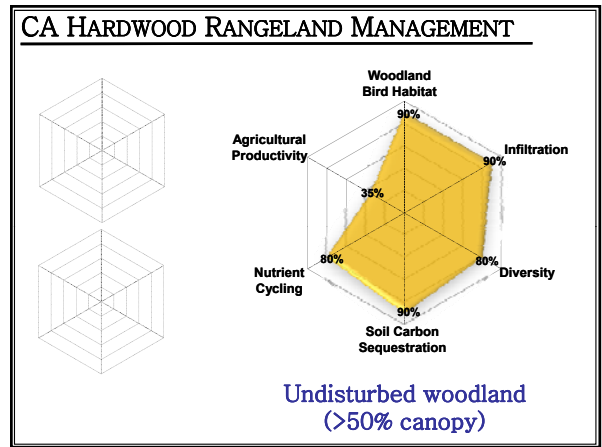 CA HARDWOOD RANGELAND MANAGEMENT
Woodland
Bird Habitat
90%
Agricultural
Productivity
Infiltration
90%
35%
80%
80%
Nutrient
Cycling
Diversity
90%
Soil Carbon
Sequestration
Undisturbed woodland
(>50% canopy)